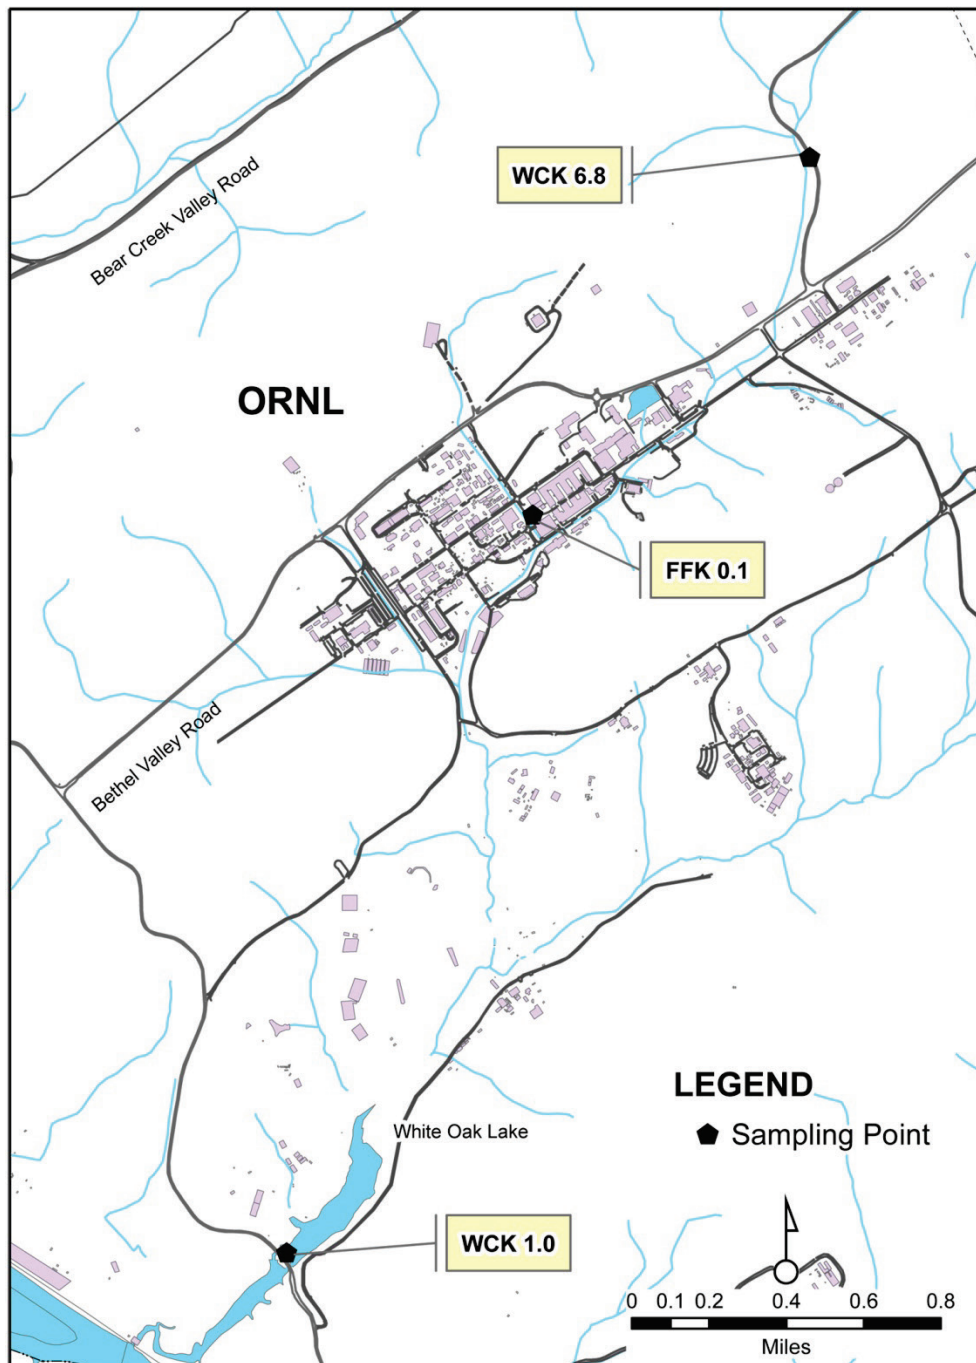 WCK 6.8
Bear Creek Valley Road
ORNL
FFK 0.1
Bethel Valley Road
LEGEND
Sampling Point
White Oak Lake
WCK 1.0
0 0.1 0.2 0.4 0.6 0.8
Miles